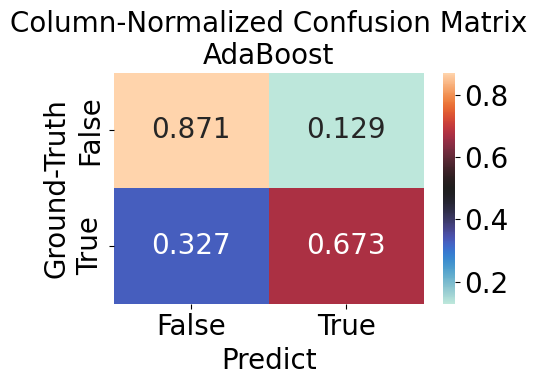 Column-Normalized Confusion Matrix
AdaBoost
Ground-Truth
False
True
0.871
0.129
0.327
0.673
False
True
Predict
0.8
0.6
0.4
0.2